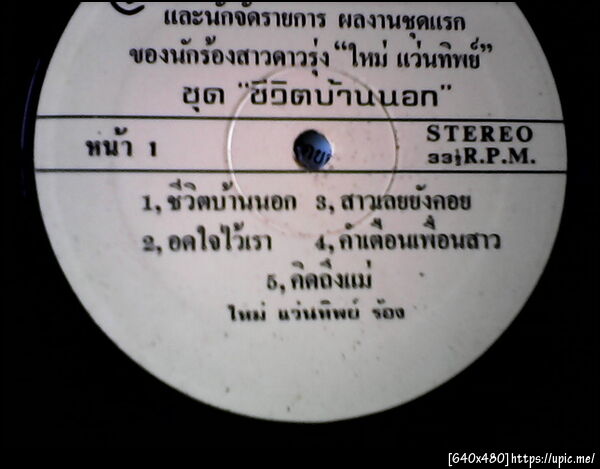 และนักจัดรายการ ผลงานชุดแรก
ของนักร้องสาวดาวรุ่ง "ใหม่ แว่นทิพย์"
ชุด "ชีวิตบ้านนอก"
หน้า 1
STEREO
33⅓ R.P.M.
1, ชีวิตบ้านนอก 3, สาวเลยยังคอย
2, อดใจไว้เรา 4, คำเตือนเพื่อนสาว
5, คิดถึงแม่
ใหม่ แว่นทิพย์ ร้อง
[640x480]https://upic.me/